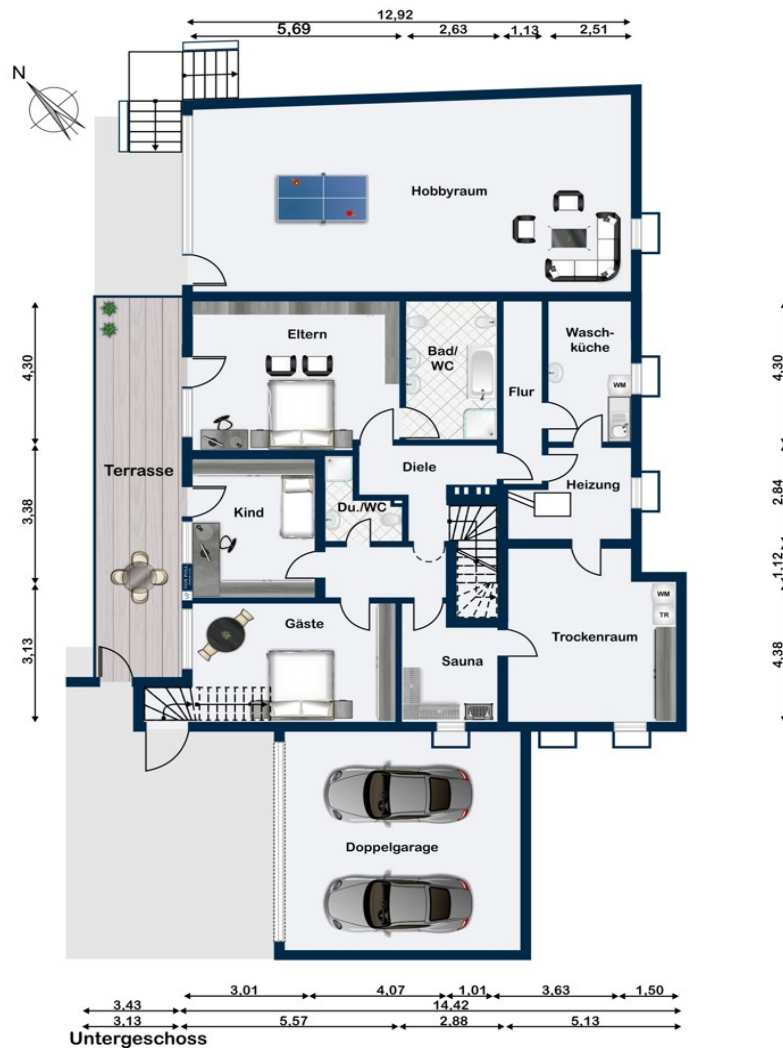 12,92
5,69 2,63 1,13 2,51
N
Hobbyraum
4,30
Eltern
Bad/
WC
Flur
Wasch-
küche
WM
4,30
Terrasse
3,38
Kind
Du./WC
Diele
Heizung
2,84
1,12
3,13
Gäste
Sauna
Trockenraum
WM
TR
4,38
Doppelgarage
3,01 4,07 1,01 3,63 1,50
3,43 14,42
3,13 5,57 2,88 5,13
Untergeschoss